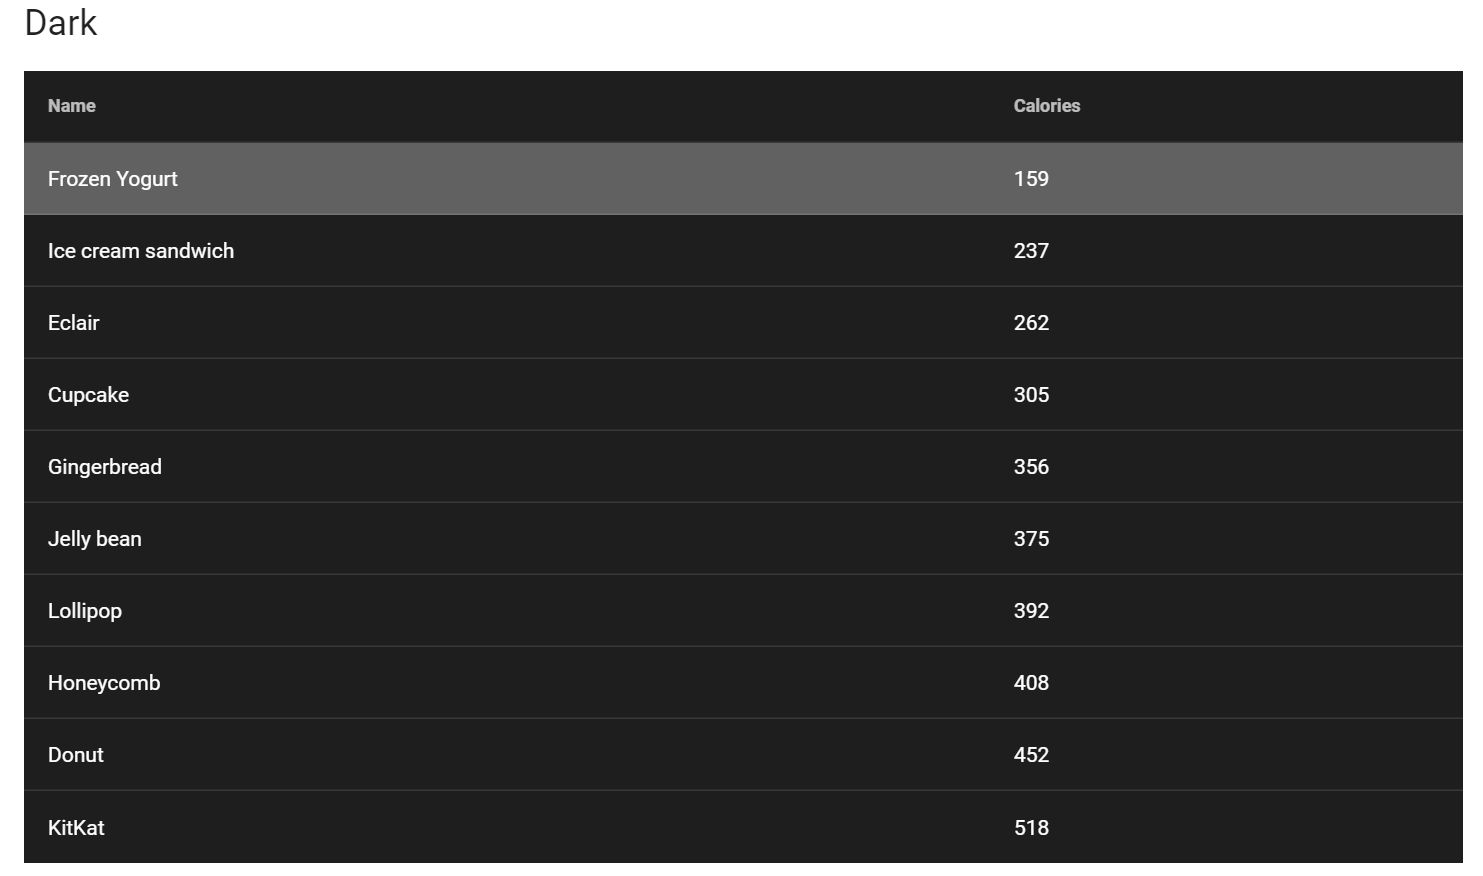 Dark
Name Calories
Frozen Yogurt 159
Ice cream sandwich 237
Eclair 262
Cupcake 305
Gingerbread 356
Jelly bean 375
Lollipop 392
Honeycomb 408
Donut 452
KitKat 518